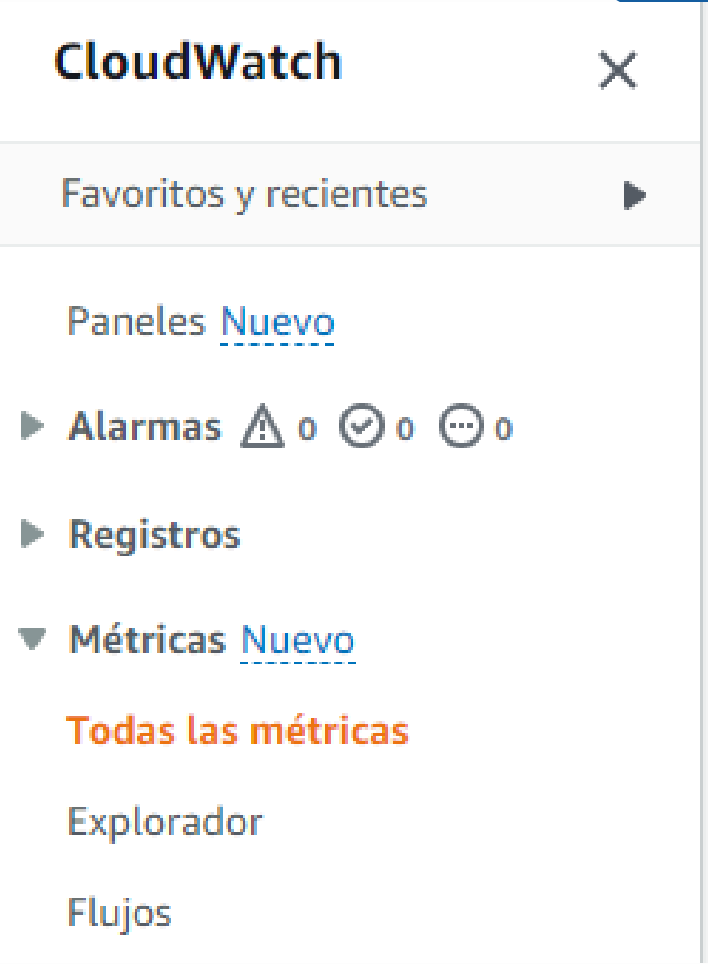 CloudWatch
Favoritos y recientes
Paneles Nuevo
Alarmas 0 0 0
Registros
Métricas Nuevo
Todas las métricas
Explorador
Flujos